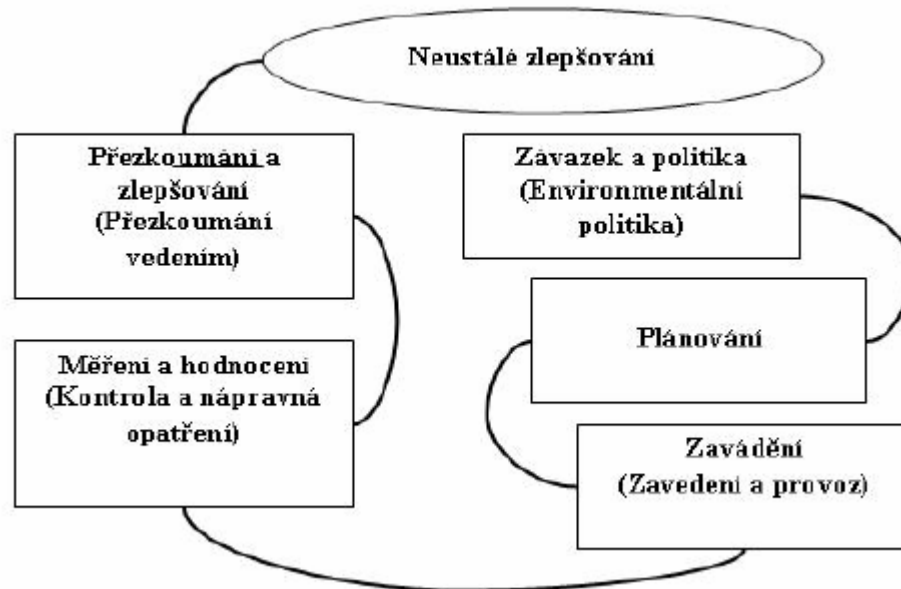 Neustálé zlepšování
Přezkoumání a
zlepšování
(Přezkoumání
vedením)
Závazek a politika
(Environmentální
politika)
Plánování
Měření a hodnocení
(Kontrola a nápravná
opatření)
Zavádění
(Zavedení a provoz)